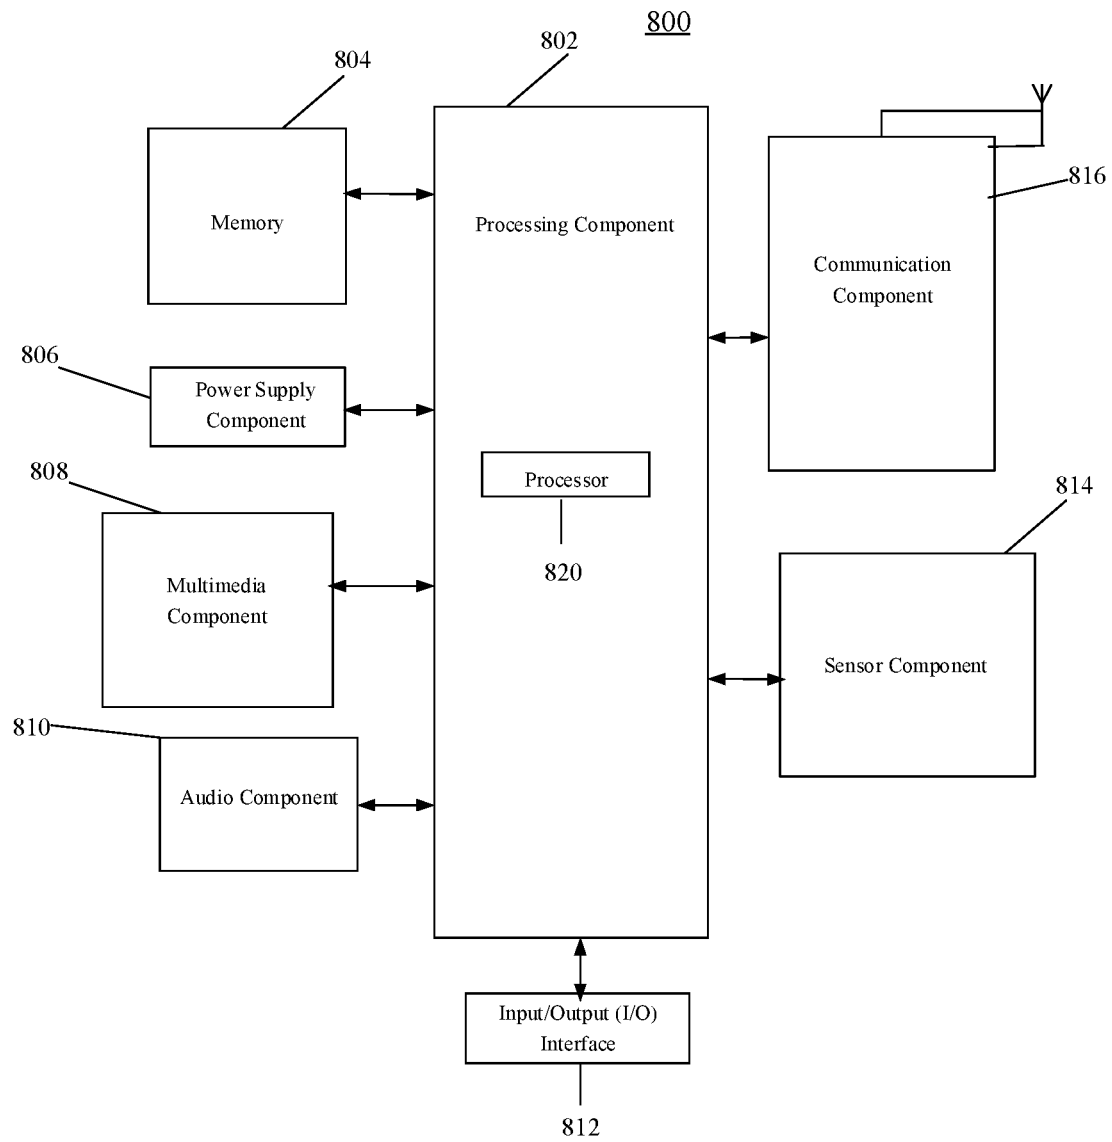 800
802
804
Memory
Processing Component
816
Communication
Component
806
Power Supply
Component
808
Processor
820
814
Multimedia
Component
Sensor Component
810
Audio Component
Input/Output (I/O)
Interface
812